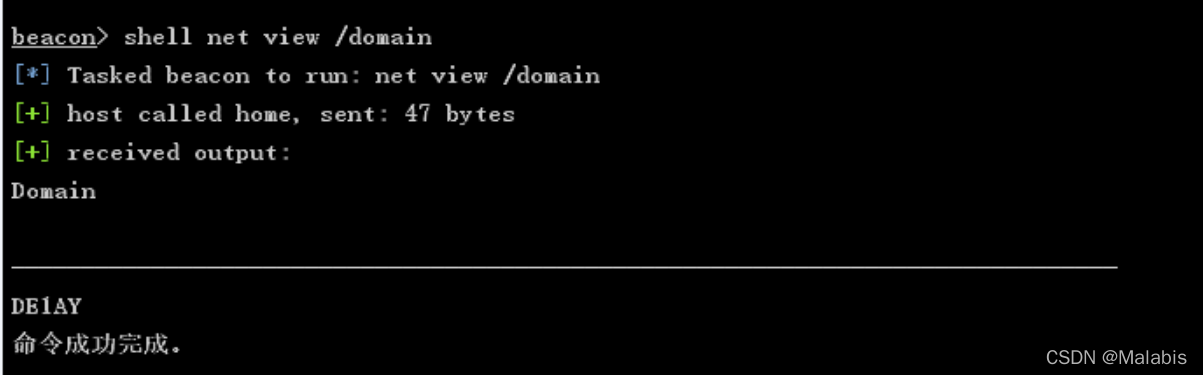 beacon> shell net view /domain
[*] Tasked beacon to run: net view /domain
[+] host called home, sent: 47 bytes
[+] received output:
Domain
DE1AY
命令成功完成。
CSDN @Malabis